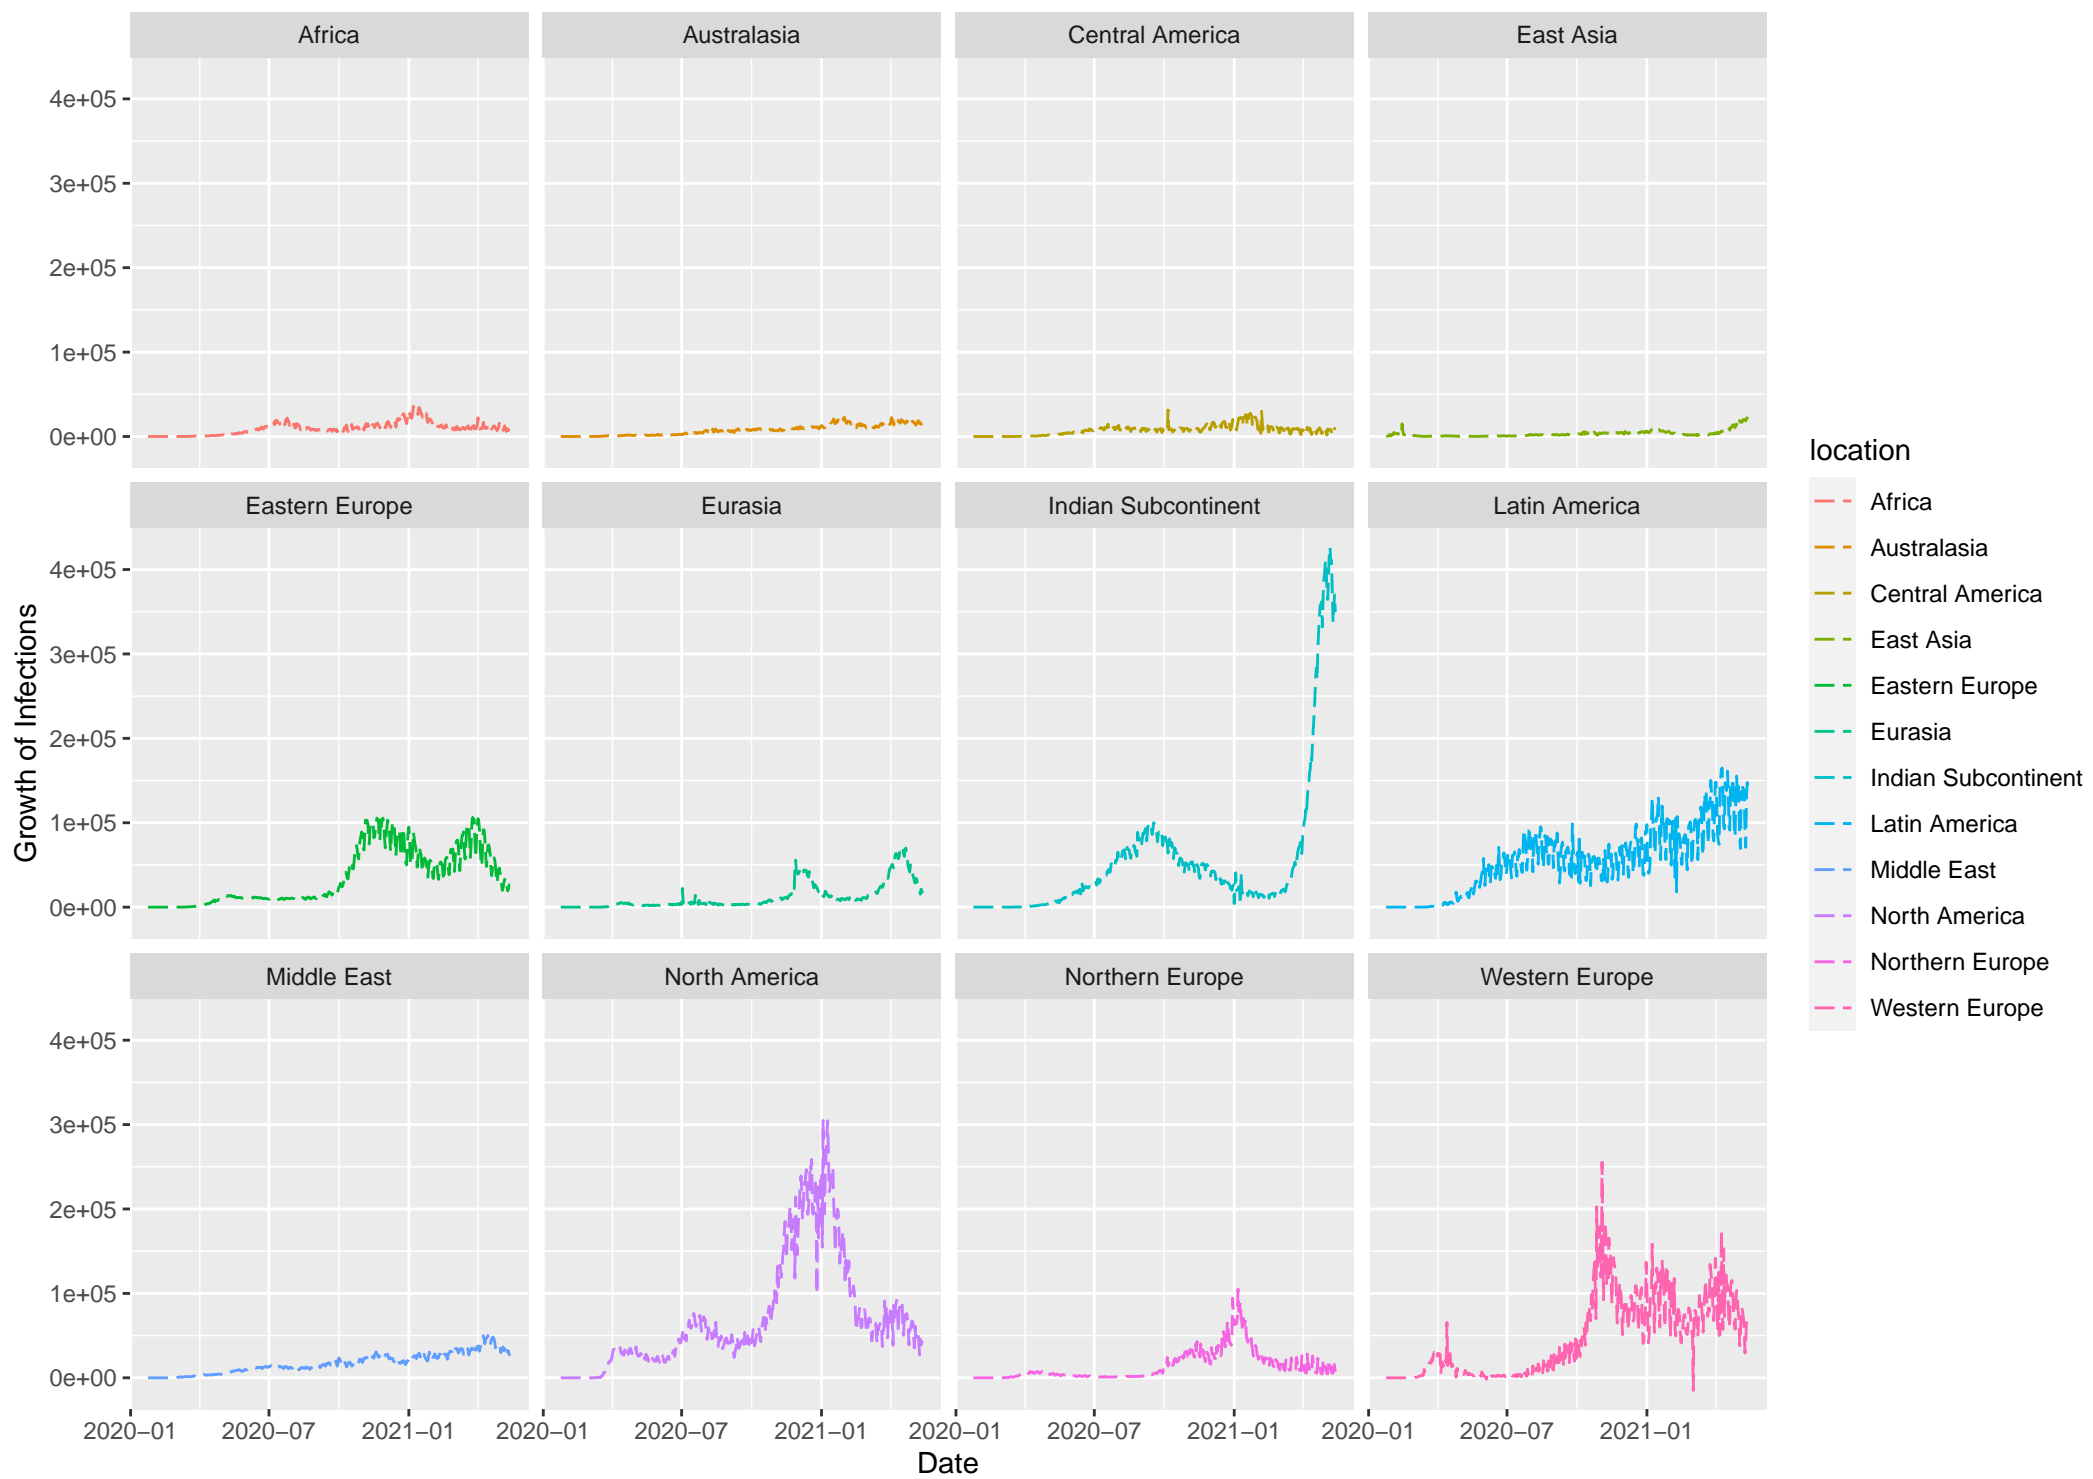 Africa
Australasia
Central America
East Asia
4e+05
3e+05
2e+05
1e+05
0e+00
Eastern Europe
Eurasia
Indian Subcontinent
Latin America
4e+05
3e+05
2e+05
1e+05
0e+00
Middle East
North America
Northern Europe
Western Europe
4e+05
3e+05
2e+05
1e+05
0e+00
2020−01
2020−07
2021−01
2020−01
2020−07
2021−01
2020−01
2020−07
2021−01
2020−01
2020−07
2021−01
Date
Growth of Infections
location
Africa
Australasia
Central America
East Asia
Eastern Europe
Eurasia
Indian Subcontinent
Latin America
Middle East
North America
Northern Europe
Western Europe